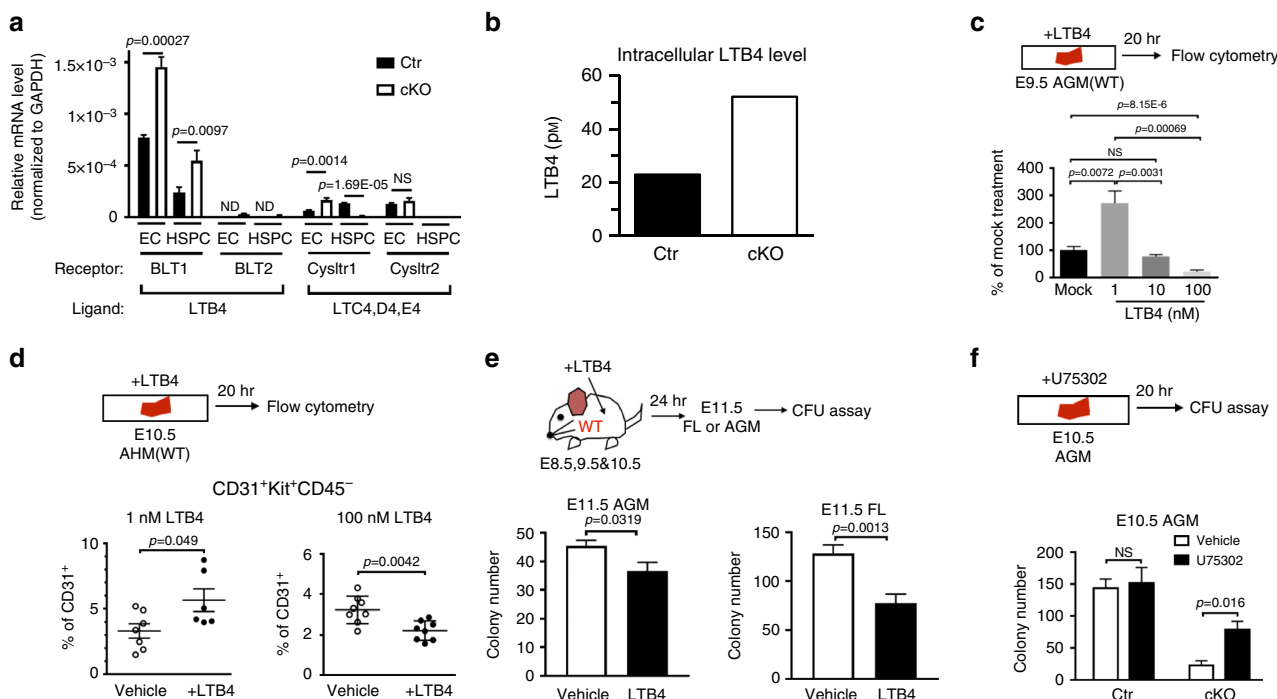 a
p=0.00027
1.5×10⁻³
1×10⁻³
5×10⁻⁴
0
Relative mRNA level
(normalized to GAPDH)
Ctr
cKO
p=0.0097
p=0.0014
p=1.69E-05
NS
ND ND
EC HSPC EC HSPC EC HSPC EC HSPC
Receptor: BLT1 BLT2 Cysltr1 Cysltr2
Ligand: LTB4 LTC4,D4,E4
b
Intracellular LTB4 level
60
40
20
0
LTB4 (pM)
Ctr cKO
c
+LTB4
20 hr
Flow cytometry
E9.5 AGM(WT)
p=8.15E-6
p=0.00069
NS
p=0.0072 p=0.0031
400
300
200
100
0
% of mock treatment
Mock 1 10 100
LTB4 (nM)
d
+LTB4
20 hr
Flow cytometry
E10.5
AHM(WT)
CD31⁺Kit⁺CD45⁻
1 nM LTB4
p=0.049
10
5
0
% of CD31⁺
Vehicle +LTB4
100 nM LTB4
p=0.0042
6
4
2
0
% of CD31⁺
Vehicle +LTB4
e
+LTB4
WT
24 hr
E11.5
FL or AGM
CFU assay
E8.5,9.5&10.5
E11.5 AGM
p=0.0319
50
40
30
20
10
0
Colony number
Vehicle LTB4
E11.5 FL
p=0.0013
150
100
50
0
Colony number
Vehicle LTB4
f
+U75302
20 hr
CFU assay
E10.5
AGM
E10.5 AGM
Vehicle
U75302
NS
p=0.016
200
150
100
50
0
Colony number
Ctr cKO